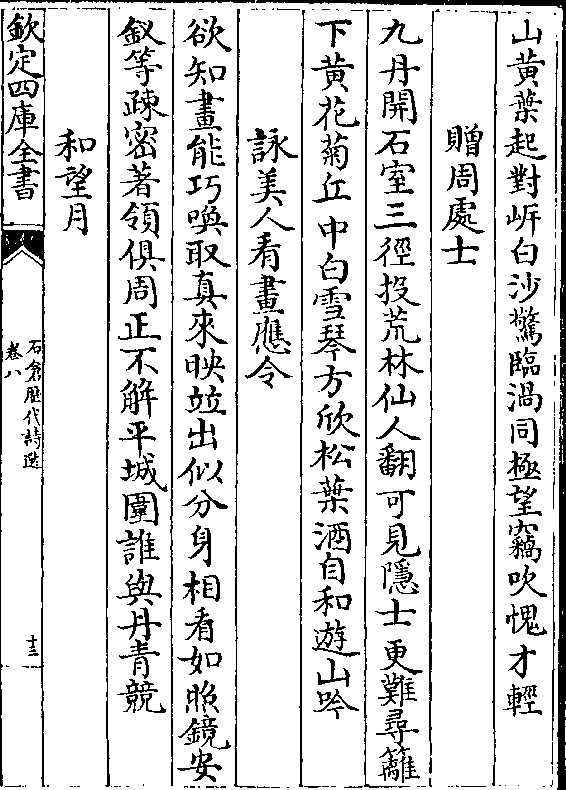 山黄葉起對㟁白沙驚臨渦同極望竊吹愧才輕
贈周處士
九丹開石室三徑投荒林仙人翻可見隱士更難尋籬
下黄花菊丘中白雪琴方欣松葉酒自和遊山吟
詠美人看畫應令
欲知畫能巧喚取真來映竝出似分身相看如照鏡安
釵等疎密著領俱周正不解平城圍誰與丹青競
和望月
欽定四庫全書
石倉歴代詩選
卷八
十三